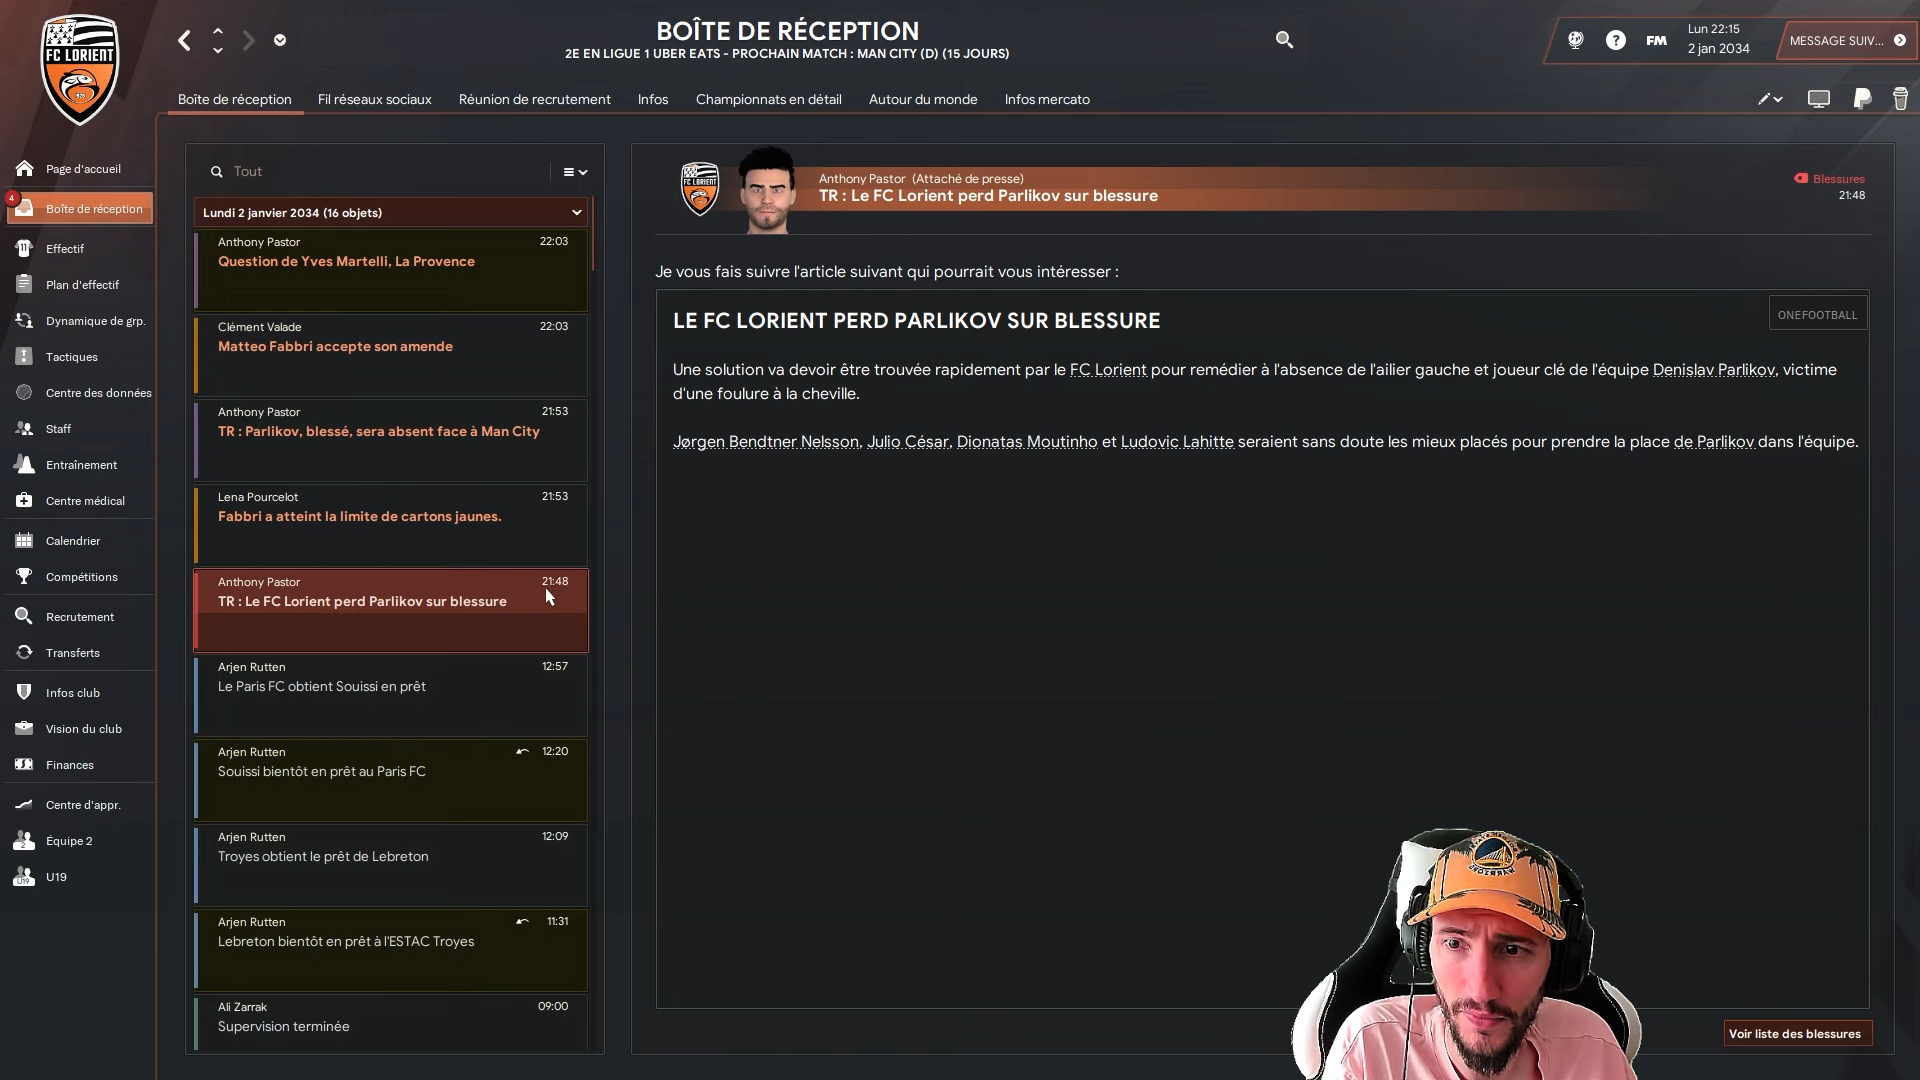 FC LORIENT
BOÎTE DE RÉCEPTION
2E EN LIGUE 1 UBER EATS - PROCHAIN MATCH : MAN CITY (D) (15 JOURS)
FM
Lun 22:15
2 jan 2034
MESSAGE SUIV...
Boîte de réception
Fil réseaux sociaux
Réunion de recrutement
Infos
Championnats en détail
Autour du monde
Infos mercato
Page d'accueil
4
Boîte de réception
Effectif
Plan d'effectif
Dynamique de grp.
Tactiques
Centre des données
Staff
Entraînement
Centre médical
Calendrier
Compétitions
Recrutement
Transferts
Infos club
Vision du club
Finances
Centre d'appr.
2
Équipe 2
U19
U19
Tout
Lundi 2 janvier 2034 (16 objets)
Anthony Pastor 22:03
Question de Yves Martelli, La Provence
Clément Valade 22:03
Matteo Fabbri accepte son amende
Anthony Pastor 21:53
TR : Parlikov, blessé, sera absent face à Man City
Lena Pourcelot 21:53
Fabbri a atteint la limite de cartons jaunes.
Anthony Pastor 21:48
TR : Le FC Lorient perd Parlikov sur blessure
Arjen Rutten 12:57
Le Paris FC obtient Souissi en prêt
Arjen Rutten 12:20
Souissi bientôt en prêt au Paris FC
Arjen Rutten 12:09
Troyes obtient le prêt de Lebreton
Arjen Rutten 11:31
Lebreton bientôt en prêt à l'ESTAC Troyes
Ali Zarrak 09:00
Supervision terminée
FC LORIENT
Anthony Pastor (Attaché de presse)
TR : Le FC Lorient perd Parlikov sur blessure
Blessures
21:48
Je vous fais suivre l'article suivant qui pourrait vous intéresser :
LE FC LORIENT PERD PARLIKOV SUR BLESSURE
ONEFOOTBALL
Une solution va devoir être trouvée rapidement par le FC Lorient pour remédier à l'absence de l'ailier gauche et joueur clé de l'équipe Denislav Parlikov, victime
d'une foulure à la cheville.
Jørgen Bendtner Nelsson, Julio César, Dionatas Moutinho et Ludovic Lahitte seraient sans doute les mieux placés pour prendre la place de Parlikov dans l'équipe.
Voir liste des blessures